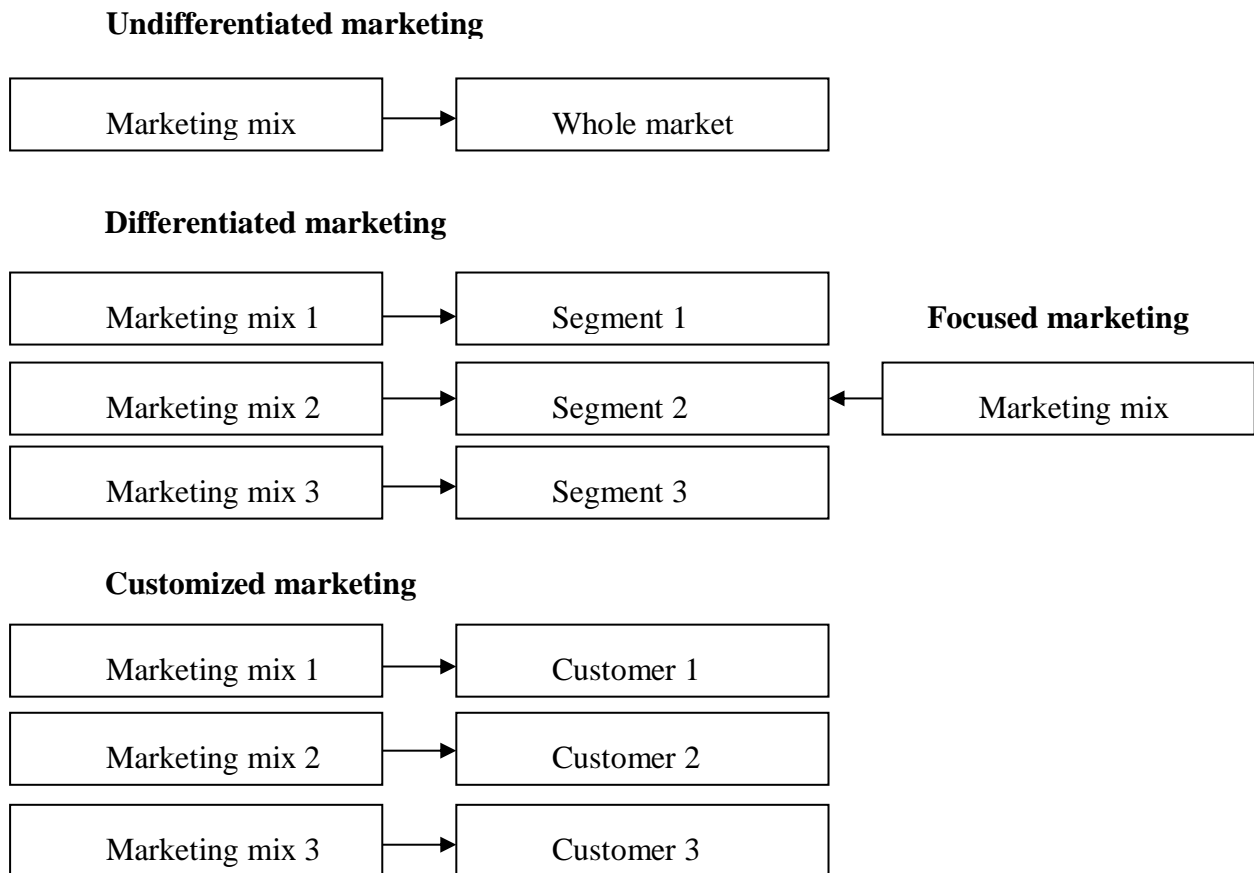 Undifferentiated marketing
Marketing mix
Whole market
Differentiated marketing
Marketing mix 1
Segment 1
Focused marketing
Marketing mix 2
Segment 2
Marketing mix
Marketing mix 3
Segment 3
Customized marketing
Marketing mix 1
Customer 1
Marketing mix 2
Customer 2
Marketing mix 3
Customer 3